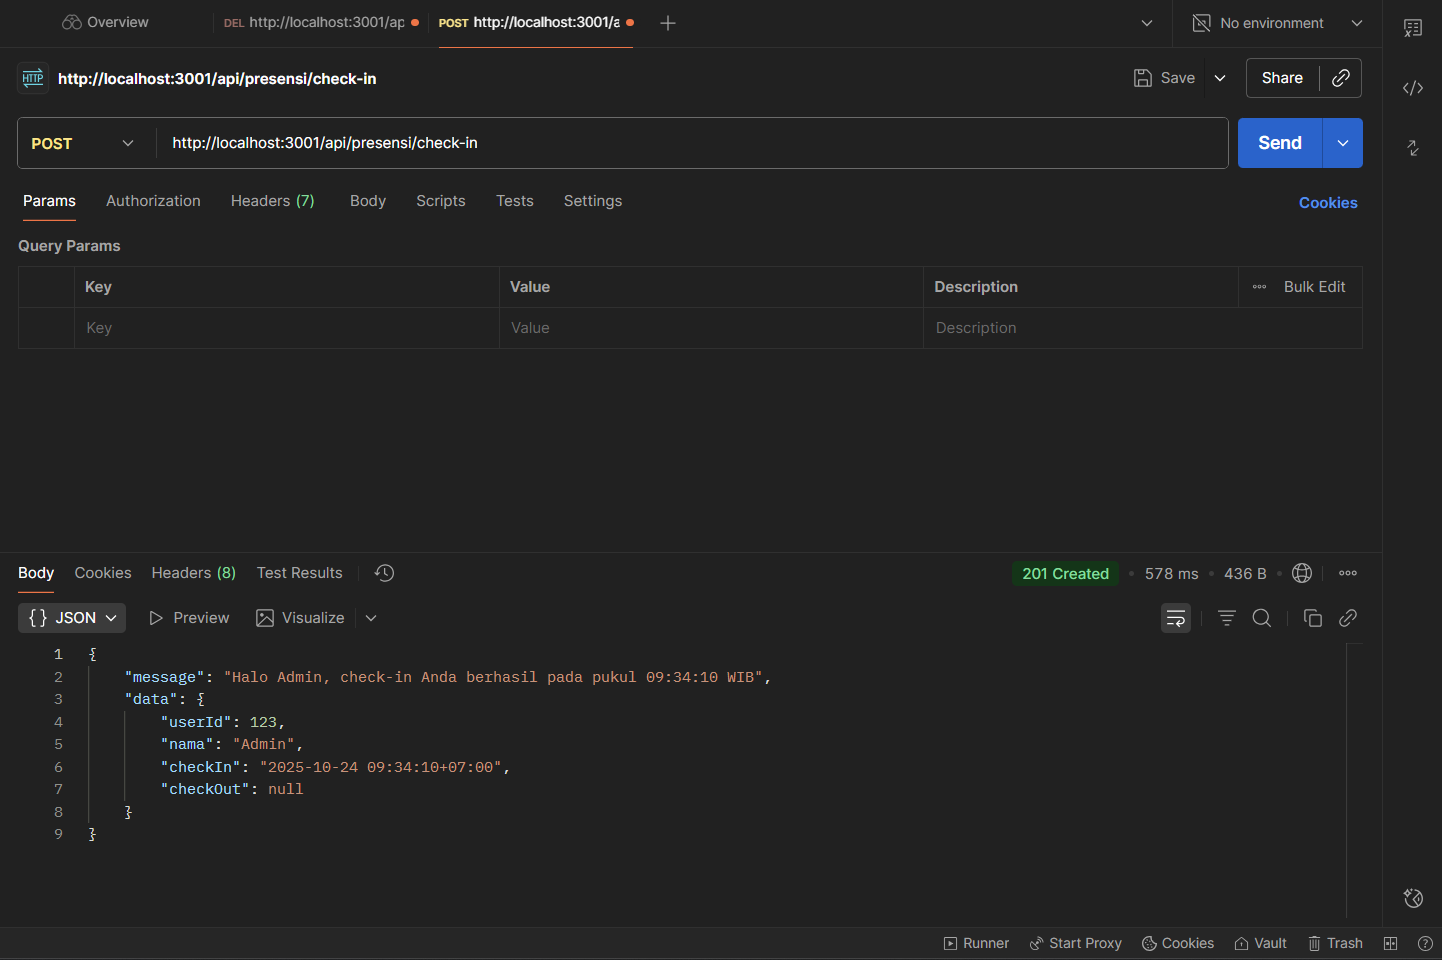 Overview
DEL http://localhost:3001/ap
POST http://localhost:3001/a
No environment
HTTP http://localhost:3001/api/presensi/check-in
Save
Share
POST http://localhost:3001/api/presensi/check-in
Send
Params Authorization Headers (7) Body Scripts Tests Settings
Cookies
Query Params
Key Value Description Bulk Edit
Key Value Description
Body Cookies Headers (8) Test Results
201 Created • 578 ms • 436 B
{} JSON Preview Visualize
1 {
2 "message": "Halo Admin, check-in Anda berhasil pada pukul 09:34:10 WIB",
3 "data": {
4 "userId": 123,
5 "nama": "Admin",
6 "checkIn": "2025-10-24 09:34:10+07:00",
7 "checkOut": null
8 }
9 }
Runner Start Proxy Cookies Vault Trash